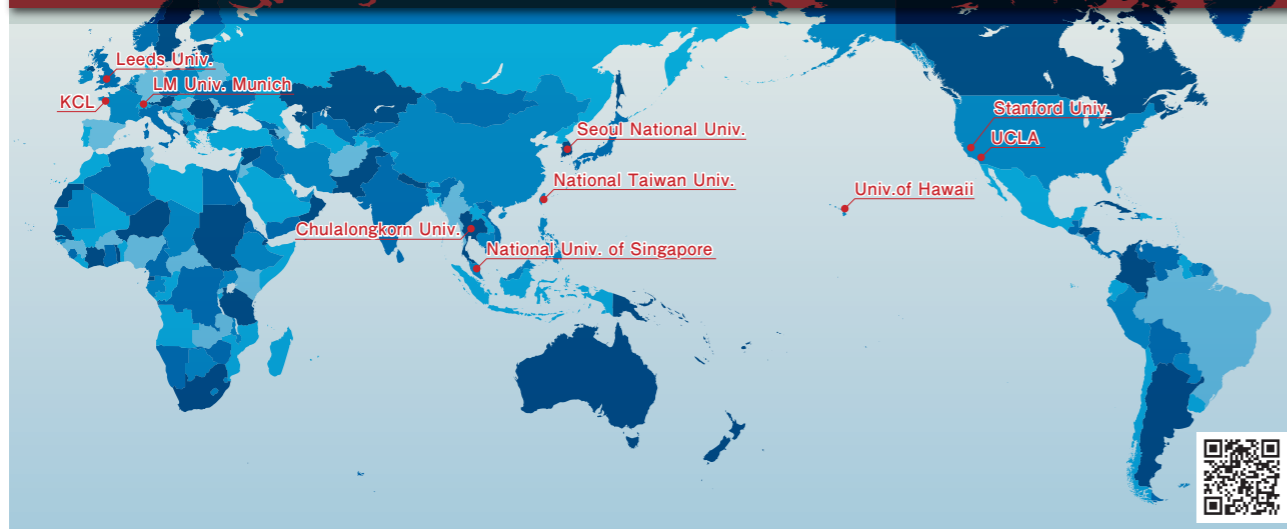 Leeds Univ.
LM Univ. Munich
KCL
Seoul National Univ.
National Taiwan Univ.
Chulalongkorn Univ.
National Univ. of Singapore
Stanford Univ.
UCLA
Univ.of Hawaii